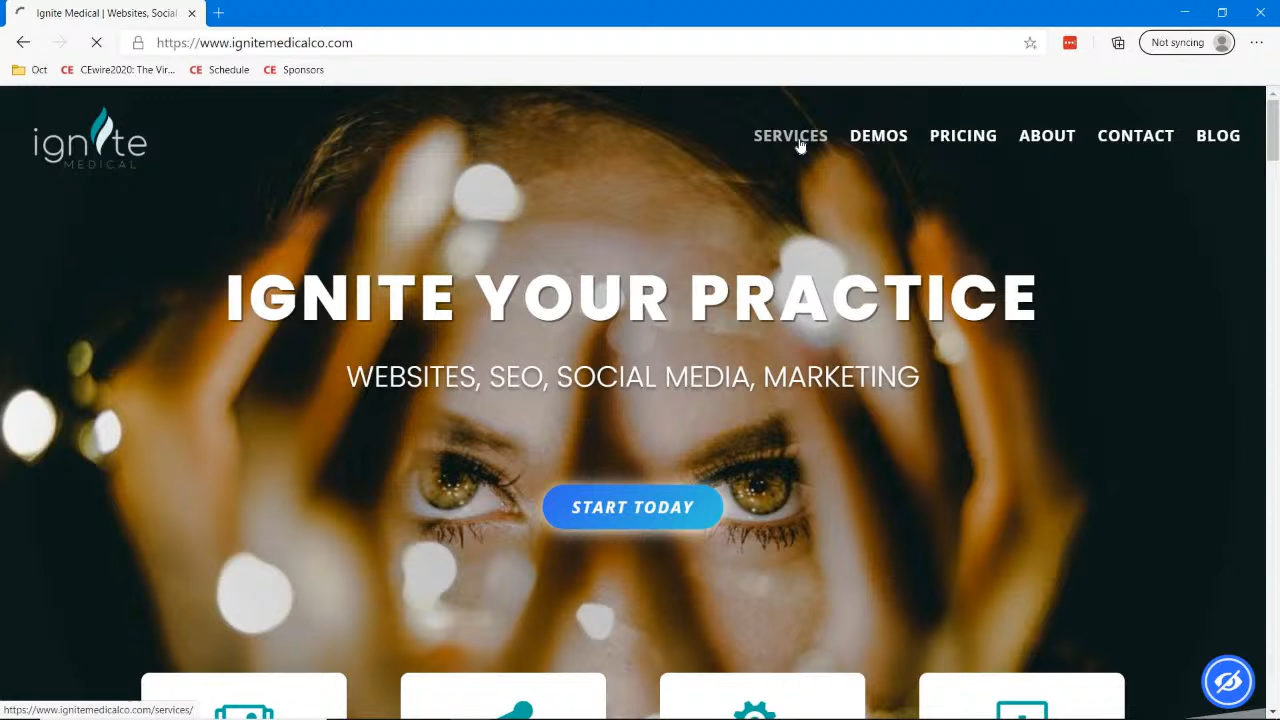 Ignite Medical | Websites, Social
https://www.ignitemedicalco.com
Not syncing
Oct
CEwire2020: The Vir...
Schedule
Sponsors
ignite
MEDICAL
SERVICES
DEMOS
PRICING
ABOUT
CONTACT
BLOG
IGNITE YOUR PRACTICE
WEBSITES, SEO, SOCIAL MEDIA, MARKETING
START TODAY
https://www.ignitemedicalco.com/services/